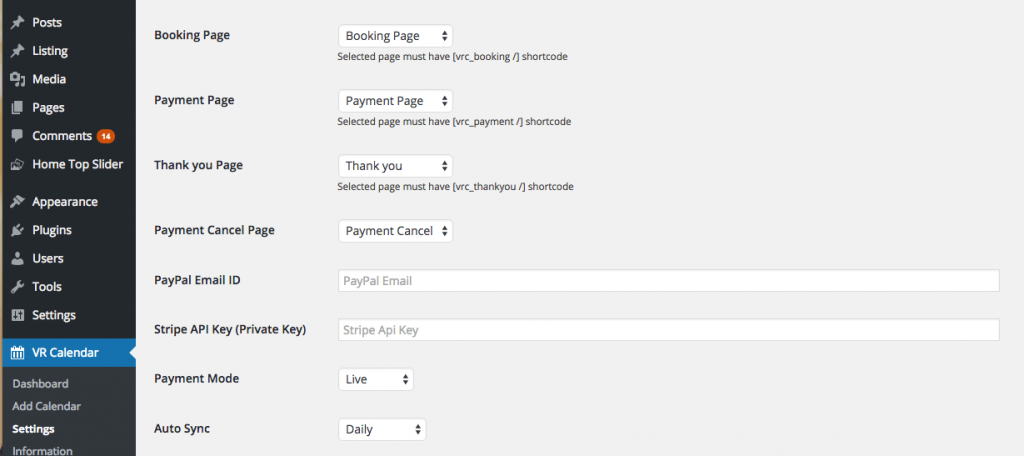 Posts
Listing
Media
Pages
Comments 14
Home Top Slider
Appearance
Plugins
Users
Tools
Settings
VR Calendar
Dashboard
Add Calendar
Settings
Information
Booking Page Booking Page
Selected page must have [vrc_booking /] shortcode
Payment Page Payment Page
Selected page must have [vrc_payment /] shortcode
Thank you Page Thank you
Selected page must have [vrc_thankyou /] shortcode
Payment Cancel Page Payment Cancel
PayPal Email ID PayPal Email
Stripe API Key (Private Key) Stripe Api Key
Payment Mode Live
Auto Sync Daily